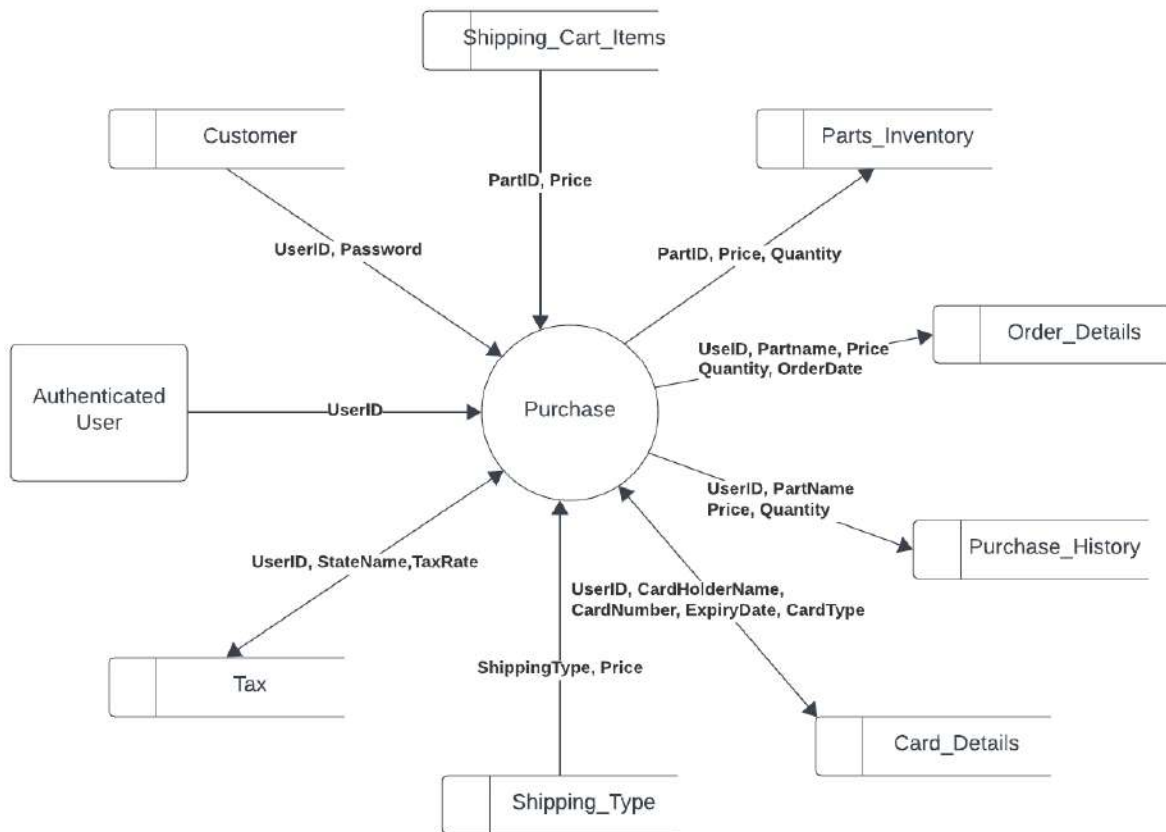 Shipping_Cart_Items
Customer
Parts_Inventory
PartID, Price
UserID, Password
PartID, Price, Quantity
Order_Details
UseID, Partname, Price
Quantity, OrderDate
Authenticated
User
UserID
Purchase
UserID, PartName
Price, Quantity
Purchase_History
UserID, StateName,TaxRate
UserID, CardHolderName,
CardNumber, ExpiryDate, CardType
ShippingType, Price
Tax
Card_Details
Shipping_Type